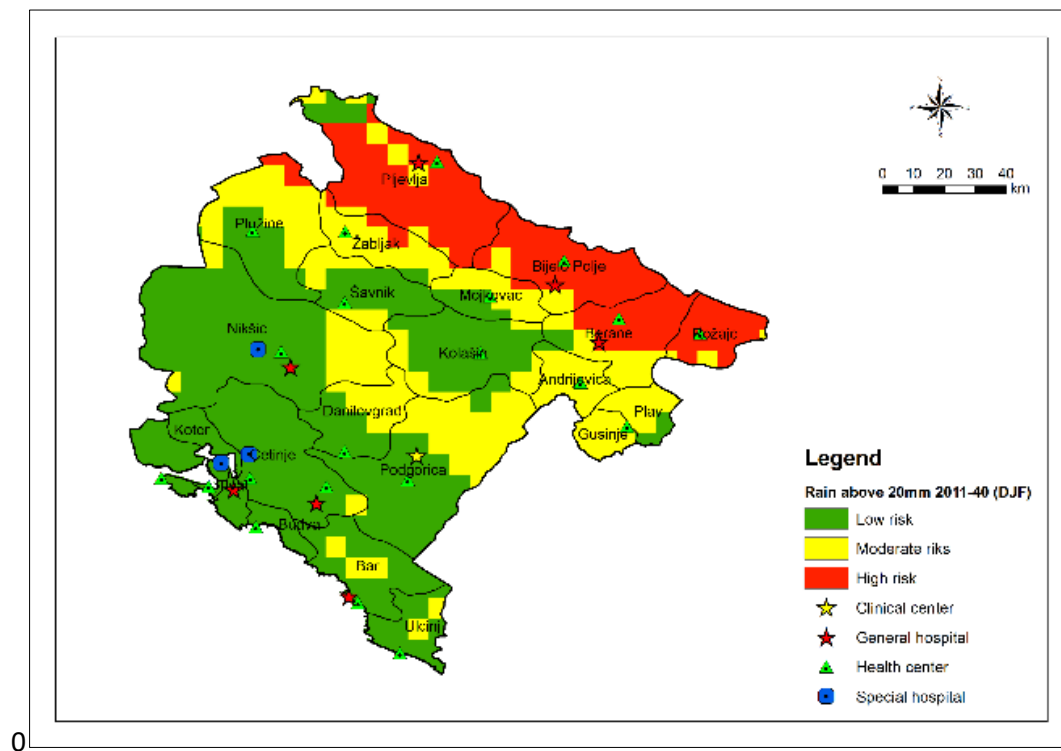 0 10 20 30 40
km
Pljevlja
Plužine
Žabljak
Bijelo Polje
Šavnik
Mojkovac
Nikšic
Berane
Kolašin
Andrijevica
Danilovgrad
Plav
Gusinje
Kotor
Cetinje
Podgorica
Budva
Bar
Ulcinj
Legend
Rain above 20mm 2011-40 (DJF)
Low risk
Moderate riks
High risk
Clinical center
General hospital
Health center
Special hospital
0